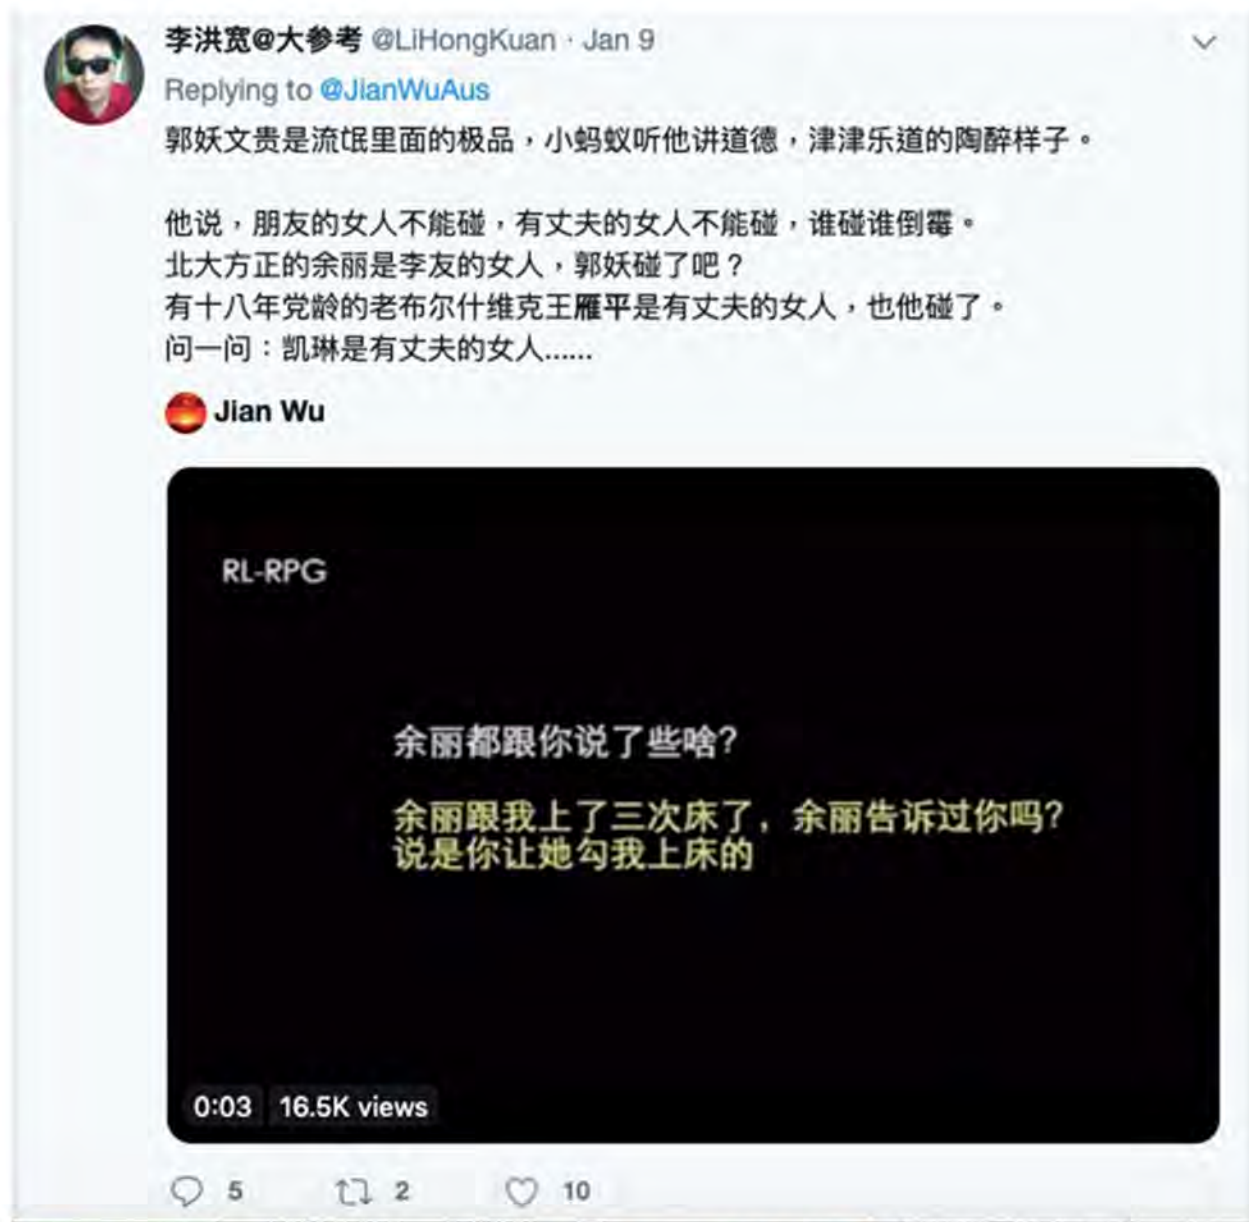 李洪宽@大参考 @LiHongKuan · Jan 9
Replying to @JianWuAus
郭妖文贵是流氓里面的极品，小蚂蚁听他讲道德，津津乐道的陶醉样子。
他说，朋友的女人不能碰，有丈夫的女人不能碰，谁碰谁倒霉。
北大方正的余丽是李友的女人，郭妖碰了吧？
有十八年党龄的老布尔什维克王雁平是有丈夫的女人，也他碰了。
问一问：凯琳是有丈夫的女人......
Jian Wu
RL-RPG
余丽都跟你说了些啥？
余丽跟我上了三次床了，余丽告诉过你吗？
说是你让她勾我上床的
0:03 16.5K views
5 2 10